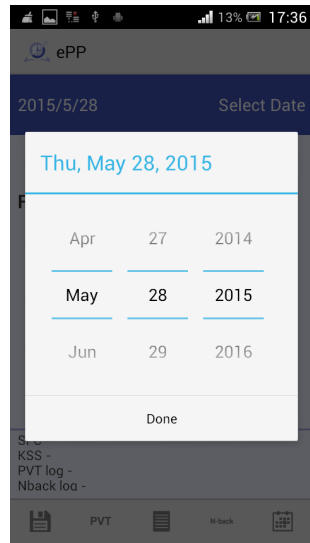 13% 17:36
ePP
2015/5/28 Select Date
Thu, May 28, 2015
Apr 27 2014
May 28 2015
Jun 29 2016
Done
KSS -
PVT log -
Nback log -
PVT N-back